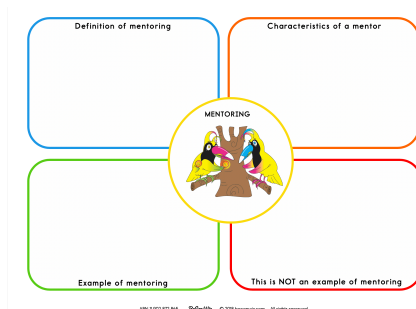 Definition of mentoring
Characteristics of a mentor
MENTORING
Example of mentoring
This is NOT an example of mentoring